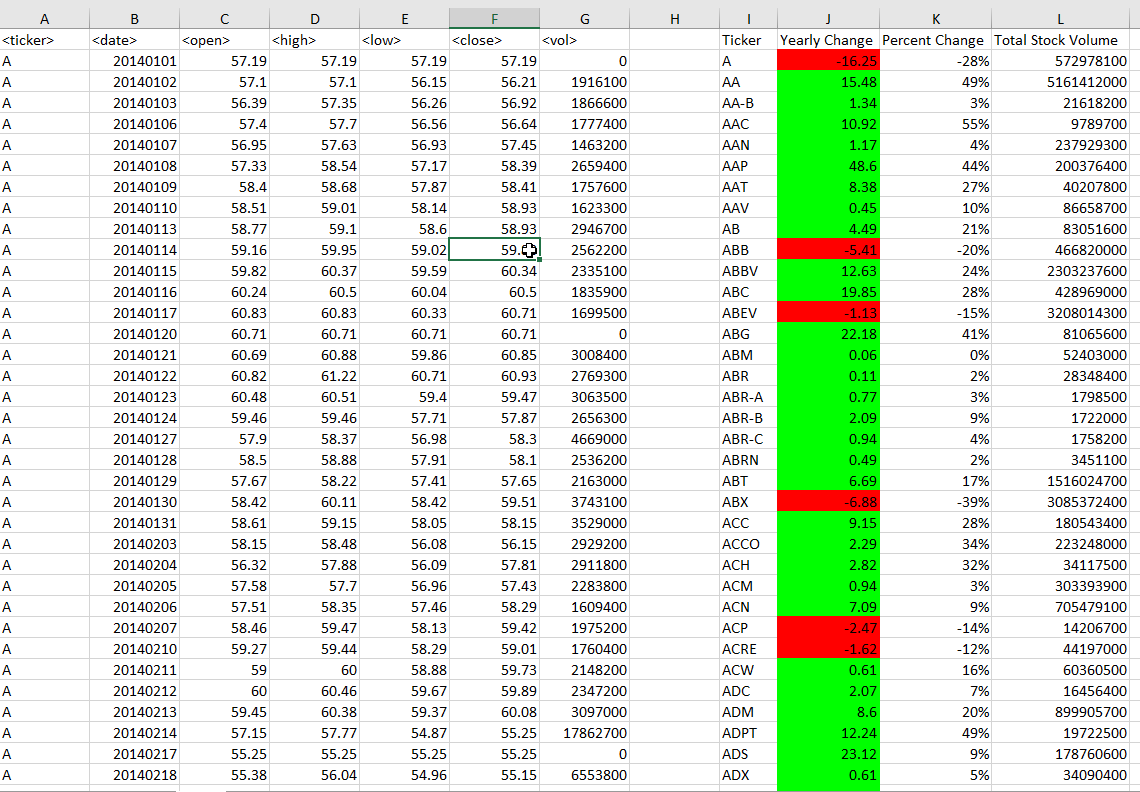 A B C D E F G H I J K L
<ticker> <date> <open> <high> <low> <close> <vol> Ticker Yearly Change Percent Change Total Stock Volume
A 20140101 57.19 57.19 57.19 57.19 0 A -16.25 -28% 572978100
A 20140102 57.1 57.1 56.15 56.21 1916100 AA 15.48 49% 5161412000
A 20140103 56.39 57.35 56.26 56.92 1866600 AA-B 1.34 3% 21618200
A 20140106 57.4 57.7 56.56 56.64 1777400 AAC 10.92 55% 9789700
A 20140107 56.95 57.63 56.93 57.45 1463200 AAN 1.17 4% 237929300
A 20140108 57.33 58.54 57.17 58.39 2659400 AAP 48.6 44% 200376400
A 20140109 58.4 58.68 57.87 58.41 1757600 AAT 8.38 27% 40207800
A 20140110 58.51 59.01 58.14 58.93 1623300 AAV 0.45 10% 86658700
A 20140113 58.77 59.1 58.6 58.93 2946700 AB 4.49 21% 83051600
A 20140114 59.16 59.95 59.02 2562200 ABB -5.41 -20% 466820000
A 20140115 59.82 60.37 59.59 60.34 2335100 ABBV 12.63 24% 2303237600
A 20140116 60.24 60.5 60.04 60.5 1835900 ABC 19.85 28% 428969000
A 20140117 60.83 60.83 60.33 60.71 1699500 ABEV -1.13 -15% 3208014300
A 20140120 60.71 60.71 60.71 60.71 0 ABG 22.18 41% 81065600
A 20140121 60.69 60.88 59.86 60.85 3008400 ABM 0.06 0% 52403000
A 20140122 60.82 61.22 60.71 60.93 2769300 ABR 0.11 2% 28348400
A 20140123 60.48 60.51 59.4 59.47 3063500 ABR-A 0.77 3% 1798500
A 20140124 59.46 59.46 57.71 57.87 2656300 ABR-B 2.09 9% 1722000
A 20140127 57.9 58.37 56.98 58.3 4669000 ABR-C 0.94 4% 1758200
A 20140128 58.5 58.88 57.91 58.1 2536200 ABRN 0.49 2% 3451100
A 20140129 57.67 58.22 57.41 57.65 2163000 ABT 6.69 17% 1516024700
A 20140130 58.42 60.11 58.42 59.51 3743100 ABX -6.88 -39% 3085372400
A 20140131 58.61 59.15 58.05 58.15 3529000 ACC 9.15 28% 180543400
A 20140203 58.15 58.48 56.08 56.15 2929200 ACCO 2.29 34% 223248000
A 20140204 56.32 57.88 56.09 57.81 2911800 ACH 2.82 32% 34117500
A 20140205 57.58 57.7 56.96 57.43 2283800 ACM 0.94 3% 303393900
A 20140206 57.51 58.35 57.46 58.29 1609400 ACN 7.09 9% 705479100
A 20140207 58.46 59.47 58.13 59.42 1975200 ACP -2.47 -14% 14206700
A 20140210 59.27 59.44 58.29 59.01 1760400 ACRE -1.62 -12% 44197000
A 20140211 59 60 58.88 59.73 2148200 ACW 0.61 16% 60360500
A 20140212 60 60.46 59.67 59.89 2347200 ADC 2.07 7% 16456400
A 20140213 59.45 60.38 59.37 60.08 3097000 ADM 8.6 20% 899905700
A 20140214 57.15 57.77 54.87 55.25 17862700 ADPT 12.24 49% 19722500
A 20140217 55.25 55.25 55.25 55.25 0 ADS 23.12 9% 178760600
A 20140218 55.38 56.04 54.96 55.15 6553800 ADX 0.61 5% 34090400